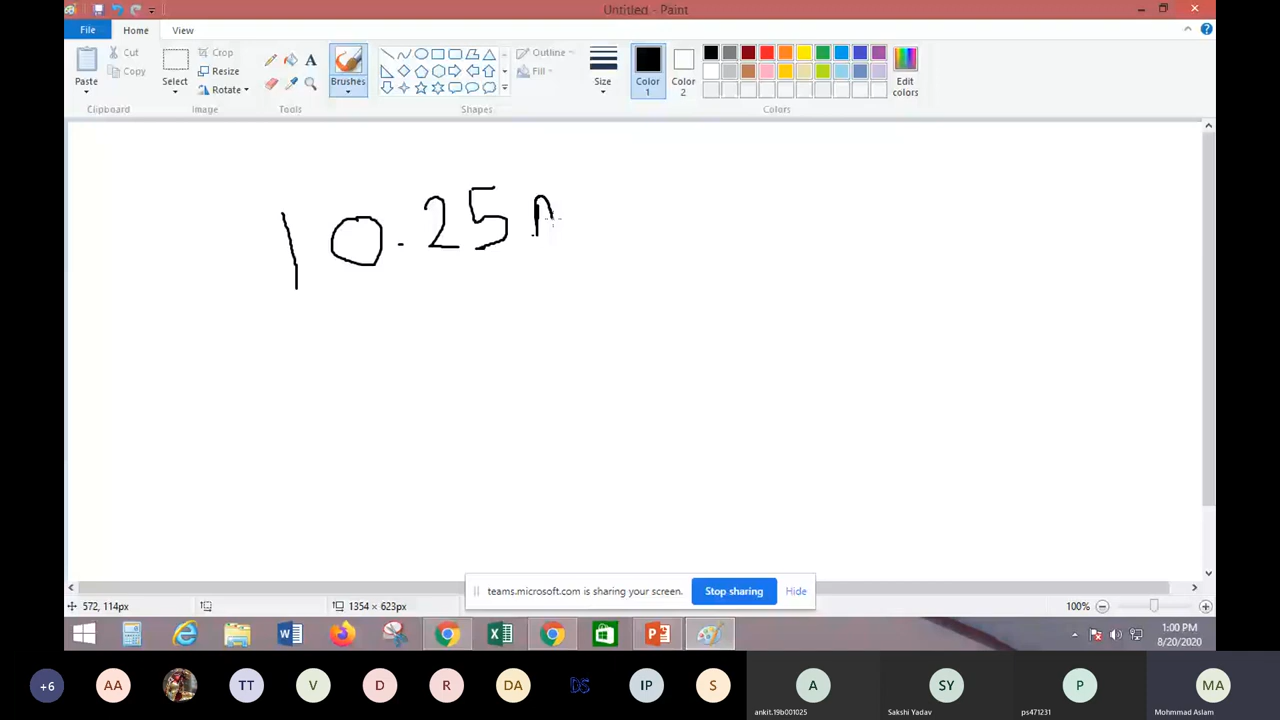 Untitled - Paint
File Home View
Paste
Cut
Copy
Clipboard
Select
Crop
Resize
Rotate
Image
Tools
Brushes
Shapes
Outline
Fill
Size
Color 1
Color 2
Edit colors
Colors
10.25
teams.microsoft.com is sharing your screen. Stop sharing Hide
572, 114px 1354 × 623px 100%
1:00 PM
8/20/2020
+6 AA TT V D R DA DS IP S A SY P MA
ankit.19b001025 Sakshi Yadav ps471231 Mohmmad Aslam